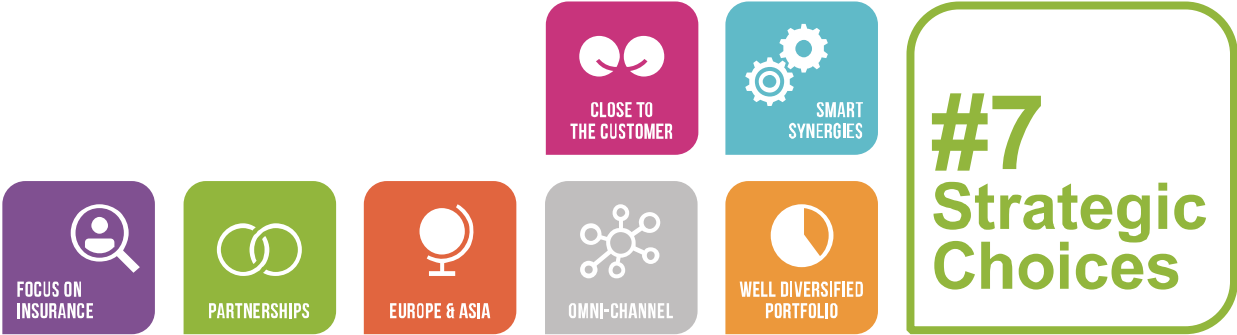 CLOSE TO
THE CUSTOMER
SMART
SYNERGIES
#7
Strategic
Choices
FOCUS ON
INSURANCE
PARTNERSHIPS
EUROPE & ASIA
OMNI-CHANNEL
WELL DIVERSIFIED
PORTFOLIO